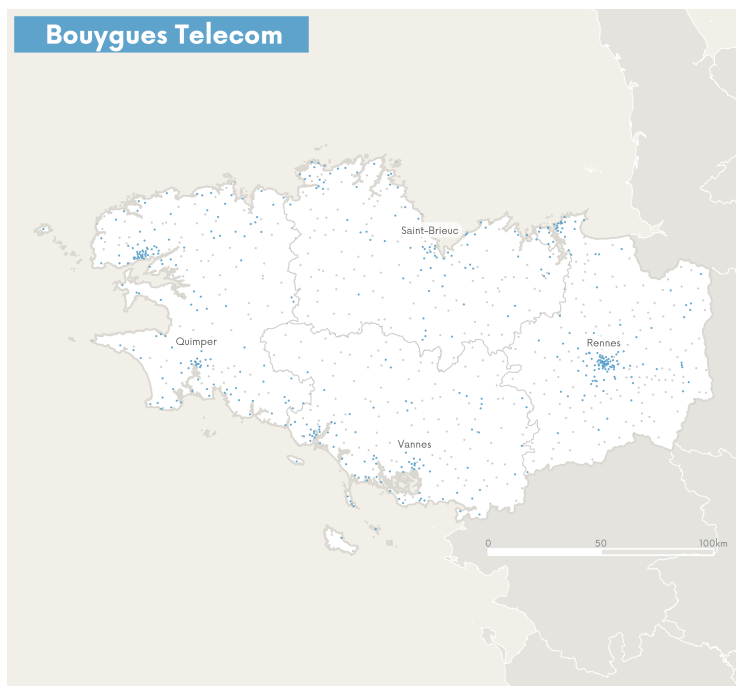 Bouygues Telecom
Saint-Brieuc
Quimper
Rennes
Vannes
0 50 100km